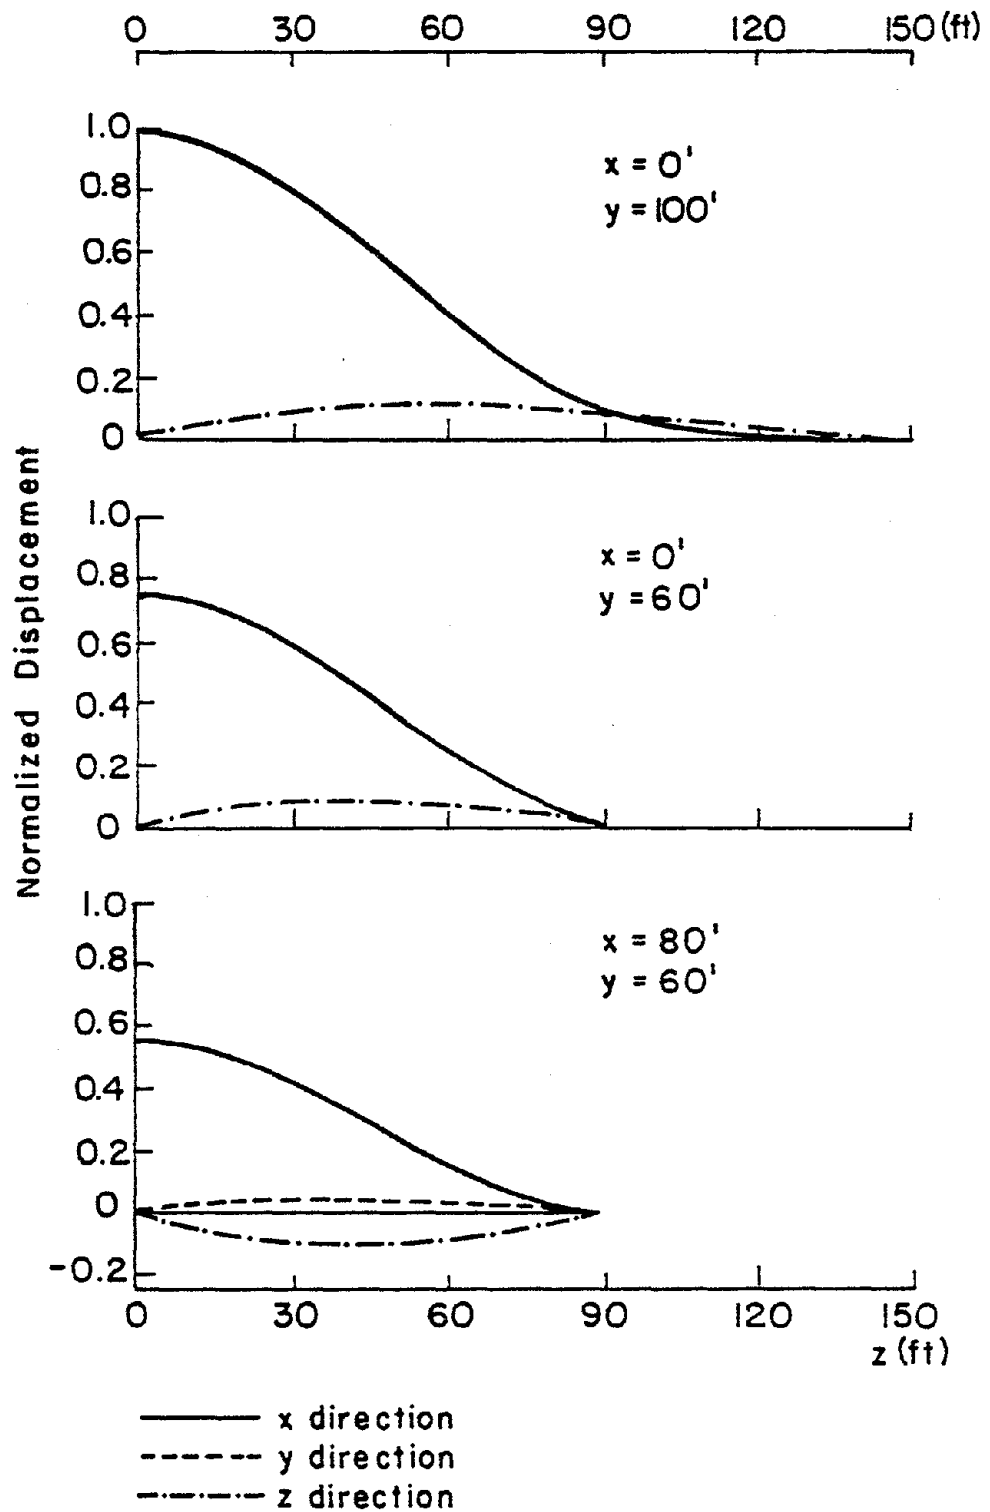 0 30 60 90 120 150 (ft)
1.0
0.8
0.6
0.4
0.2
0
x = 0'
y = 100'
1.0
0.8
0.6
0.4
0.2
0
x = 0'
y = 60'
Normalized Displacement
1.0
0.8
0.6
0.4
0.2
0
-0.2
x = 80'
y = 60'
0 30 60 90 120 150
z (ft)
x direction
y direction
z direction